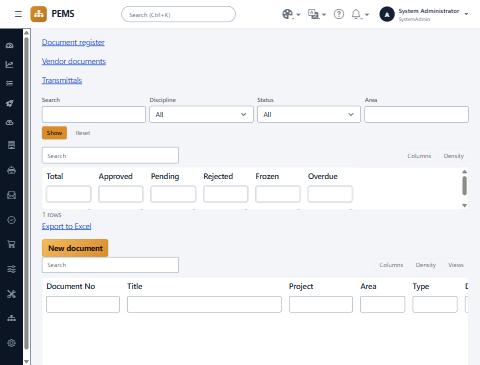 PEMS
Search (Ctrl+K)
System Administrator
SystemAdmin
Document register
Vendor documents
Transmittals
Search
Discipline
Status
Area
All
All
Show
Reset
Search
Columns
Density
Total
Approved
Pending
Rejected
Frozen
Overdue
1 rows
Export to Excel
New document
Search
Columns
Density
Views
Document No
Title
Project
Area
Type